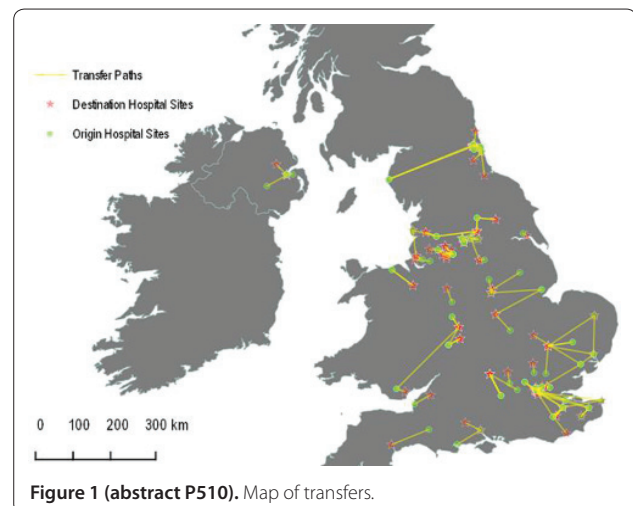 Transfer Paths
Destination Hospital Sites
Origin Hospital Sites
0 100 200 300 km
Figure 1 (abstract P510). Map of transfers.